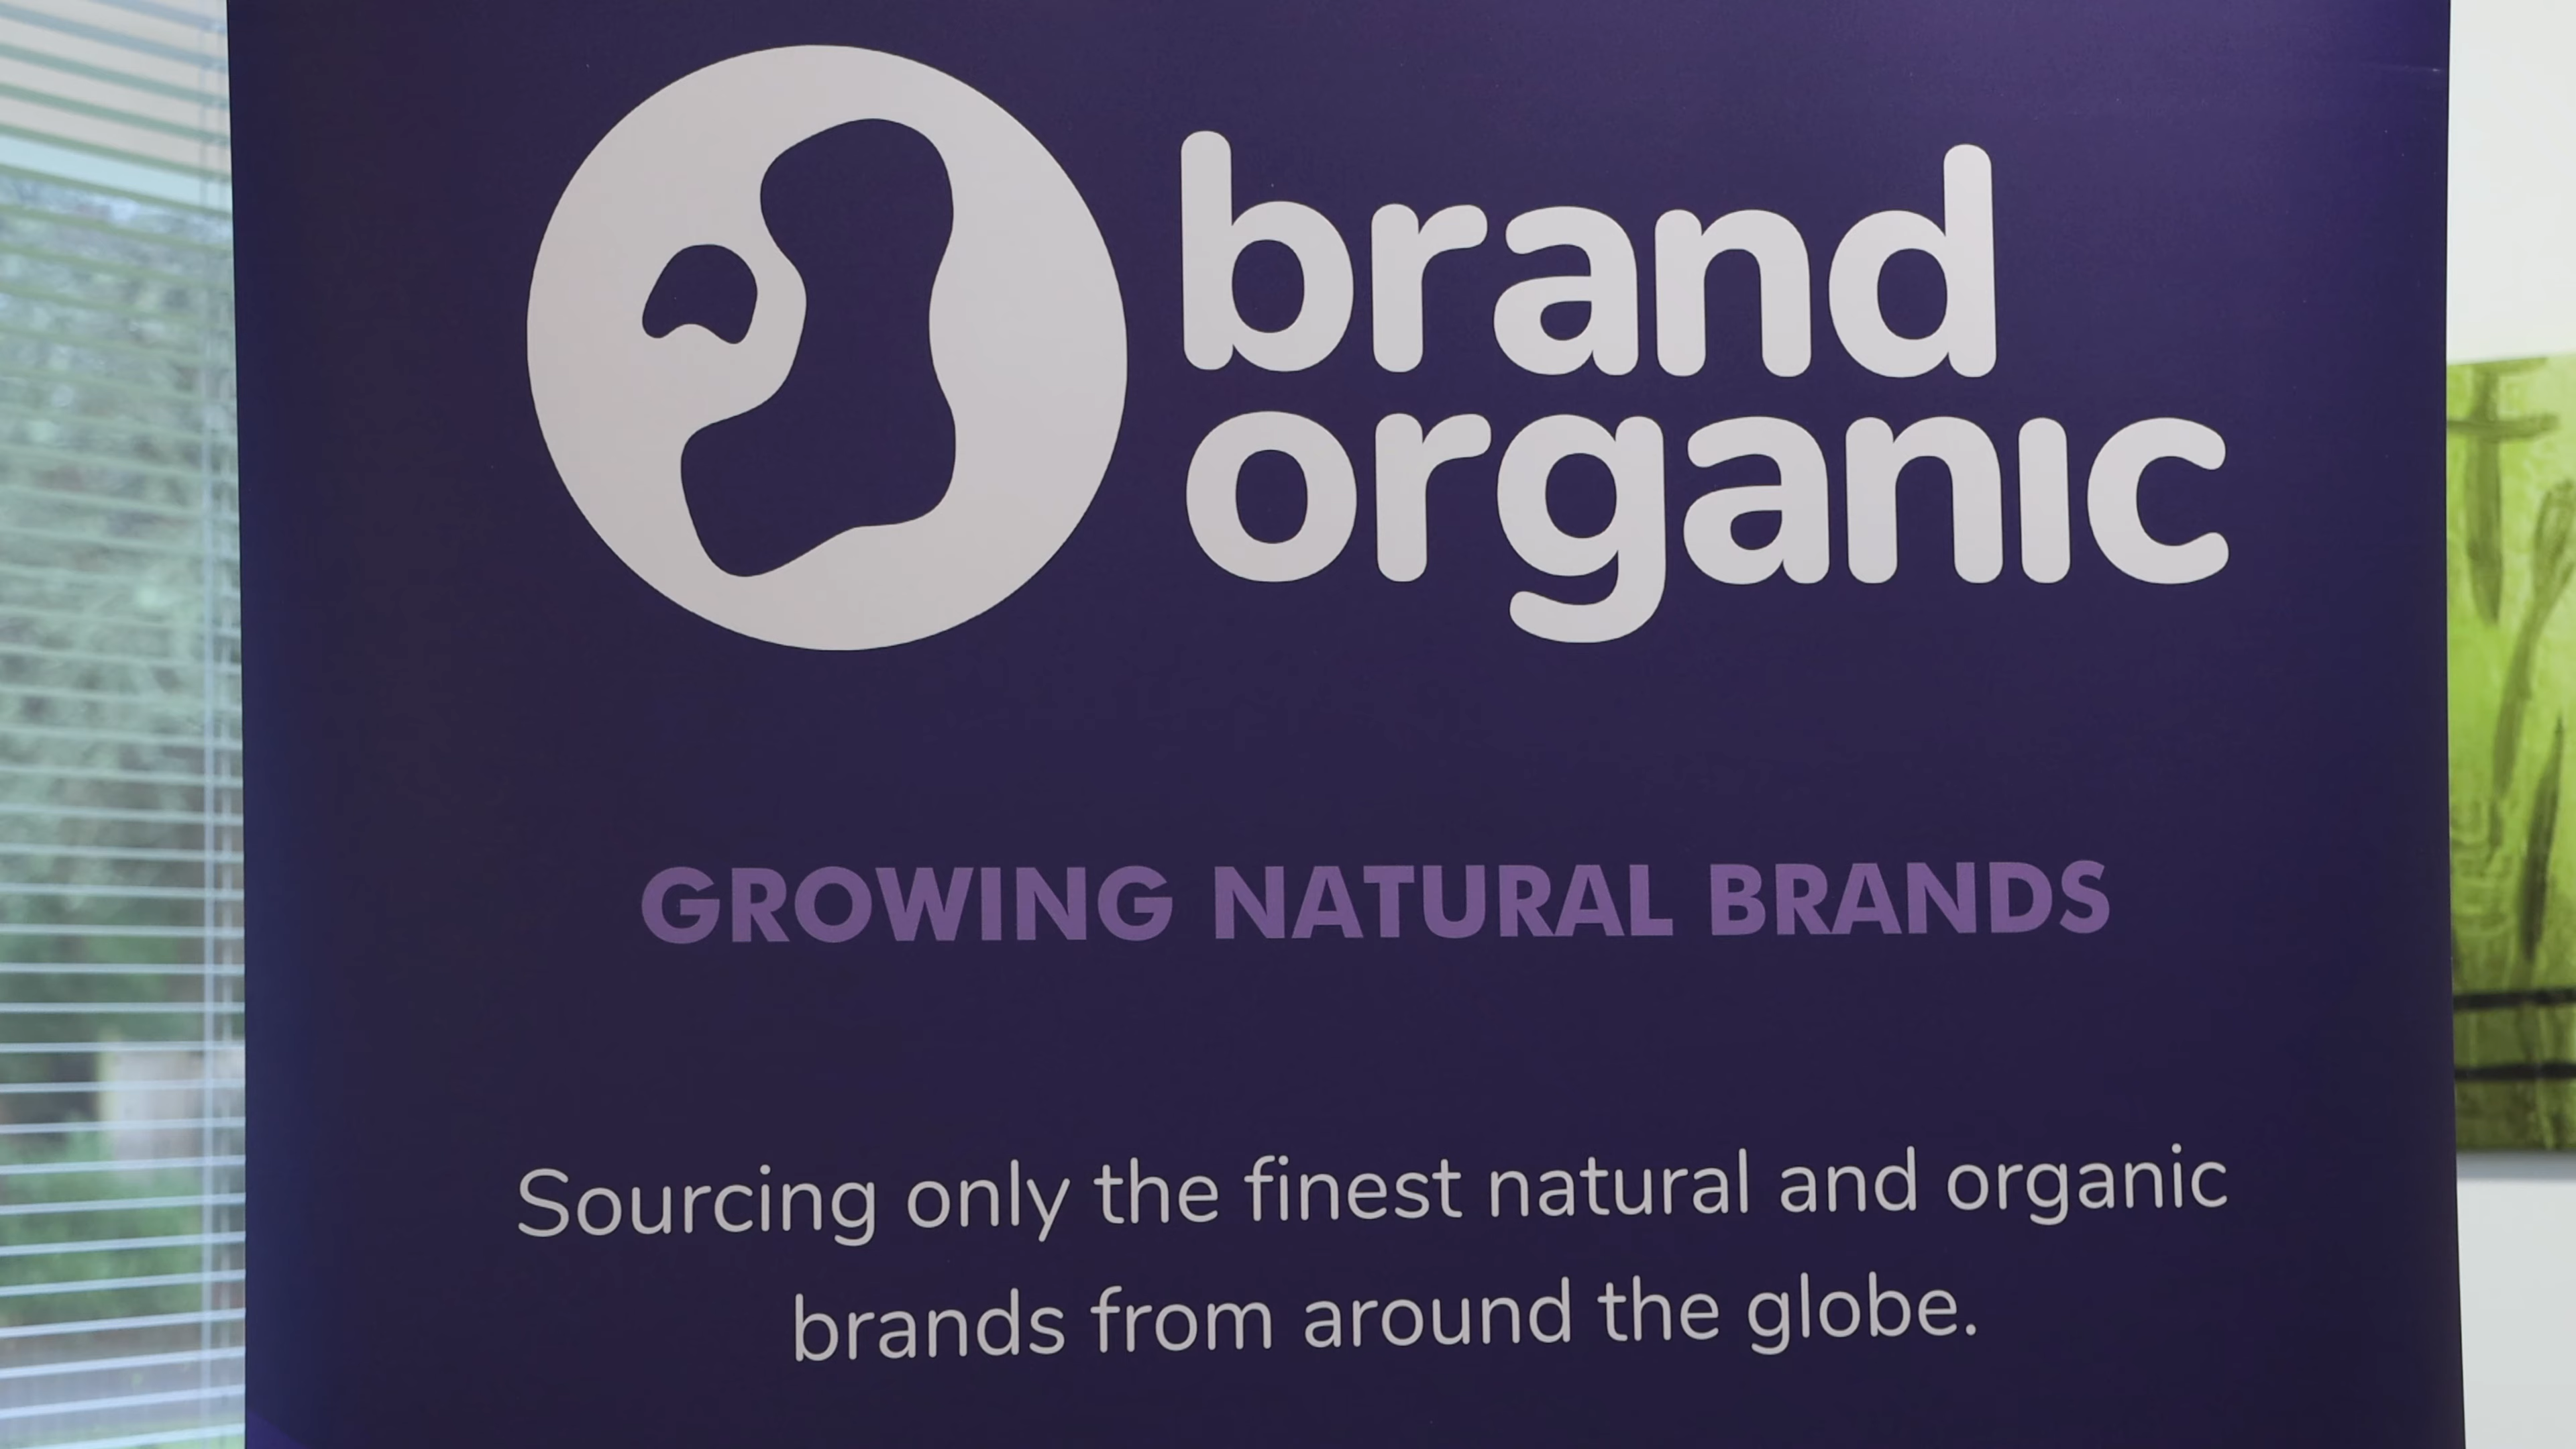 brand
organic
GROWING NATURAL BRANDS
Sourcing only the finest natural and organic
brands from around the globe.